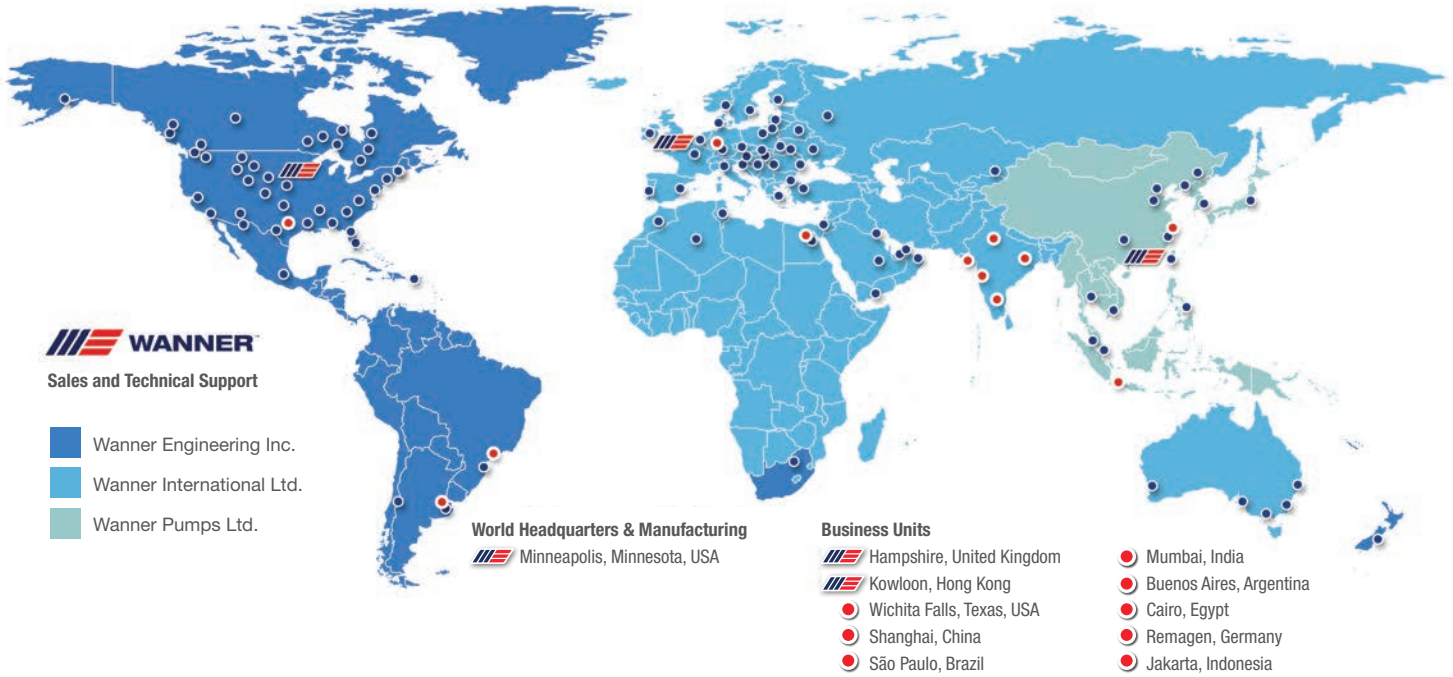 WANNER™
Sales and Technical Support
Wanner Engineering Inc.
Wanner International Ltd.
Wanner Pumps Ltd.
World Headquarters & Manufacturing
Minneapolis, Minnesota, USA
Business Units
Hampshire, United Kingdom
Kowloon, Hong Kong
Wichita Falls, Texas, USA
Shanghai, China
São Paulo, Brazil
Mumbai, India
Buenos Aires, Argentina
Cairo, Egypt
Remagen, Germany
Jakarta, Indonesia